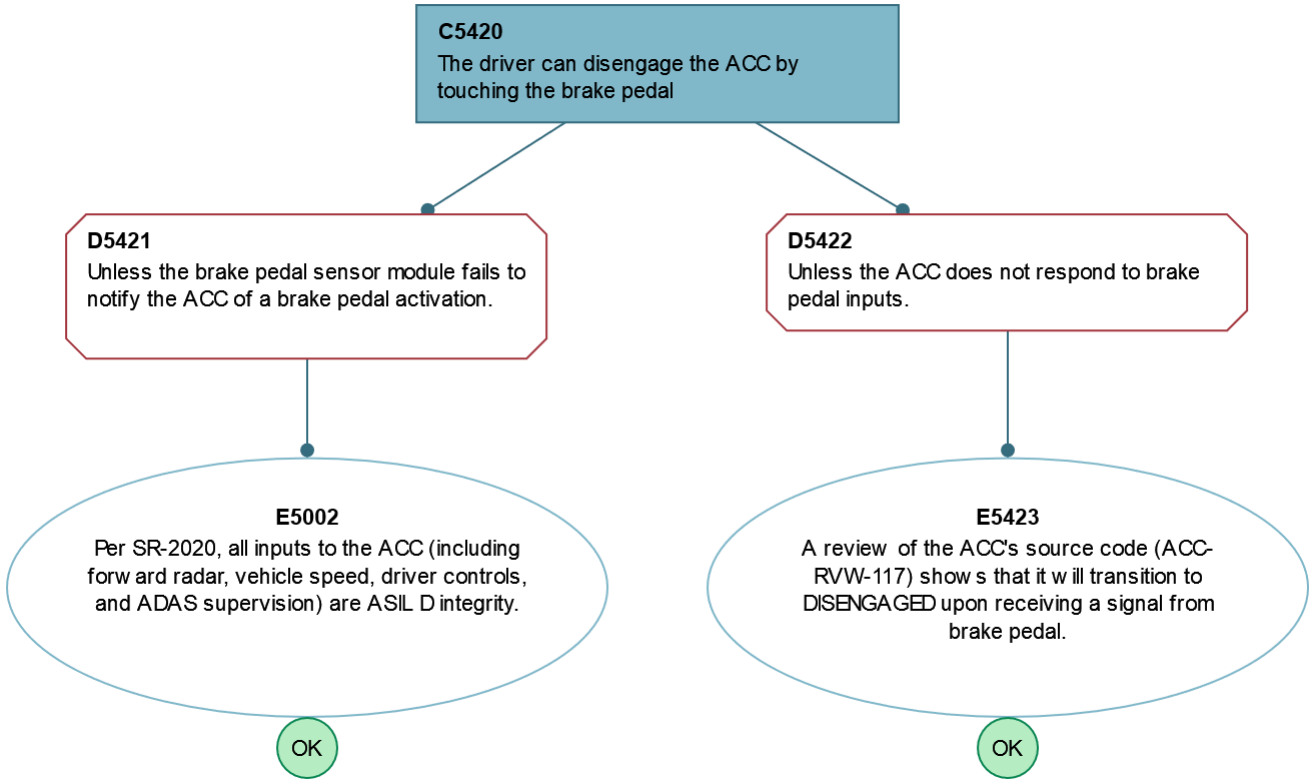 C5420
The driver can disengage the ACC by
touching the brake pedal
D5421
Unless the brake pedal sensor module fails to
notify the ACC of a brake pedal activation.
D5422
Unless the ACC does not respond to brake
pedal inputs.
E5002
Per SR-2020, all inputs to the ACC (including
forward radar, vehicle speed, driver controls,
and ADAS supervision) are ASIL D integrity.
E5423
A review of the ACC's source code (ACC-
RVW-117) shows that it will transition to
DISENGAGED upon receiving a signal from
brake pedal.
OK
OK